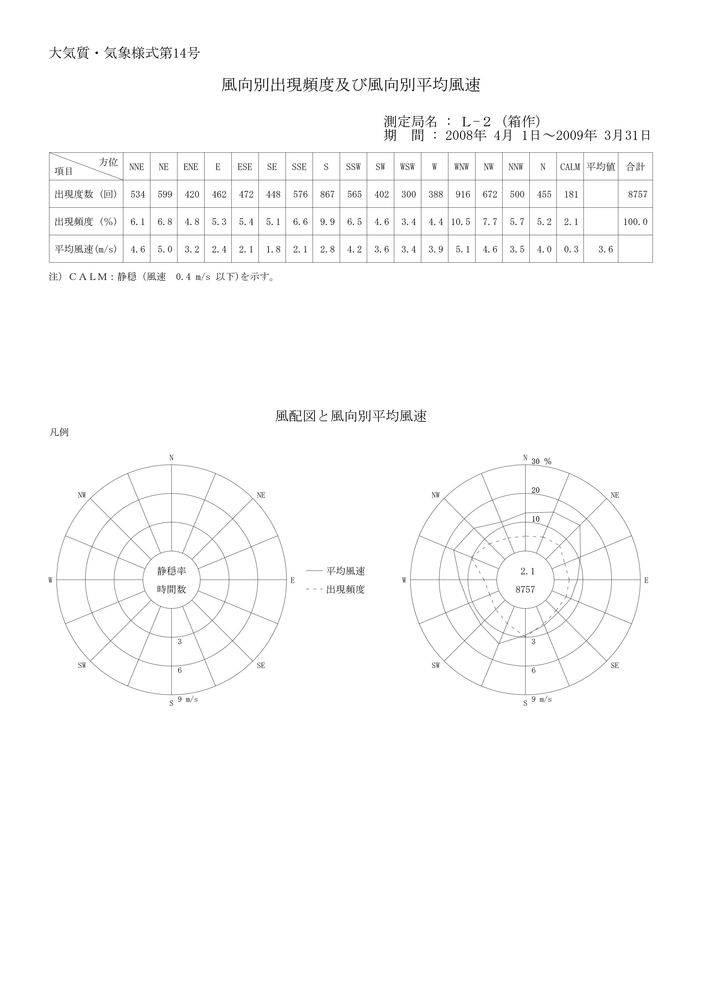 大気質・気象様式第14号
風向別出現頻度及び風向別平均風速
測定局名 ： Ｌ−２ (箱作)
期　間 ： 2008年 4月 1日～2009年 3月31日
項目 方位 NNE NE ENE E ESE SE SSE S SSW SW WSW W WNW NW NNW N CALM 平均値 合計
出現度数 (回) 534 599 420 462 472 448 576 867 565 402 300 388 916 672 500 455 181 8757
出現頻度 (％) 6.1 6.8 4.8 5.3 5.4 5.1 6.6 9.9 6.5 4.6 3.4 4.4 10.5 7.7 5.7 5.2 2.1 100.0
平均風速(m/s) 4.6 5.0 3.2 2.4 2.1 1.8 2.1 2.8 4.2 3.6 3.4 3.9 5.1 4.6 3.5 4.0 0.3 3.6
注) ＣＡＬＭ：静穏 (風速　0.4 m/s 以下)を示す。
風配図と風向別平均風速
凡例
N
NW NE
静穏率
W E
時間数
3
SW SE
6
S 9 m/s
平均風速
出現頻度
N 30 %
20
NW NE
10
2.1
W E
8757
3
SW SE
6
S 9 m/s